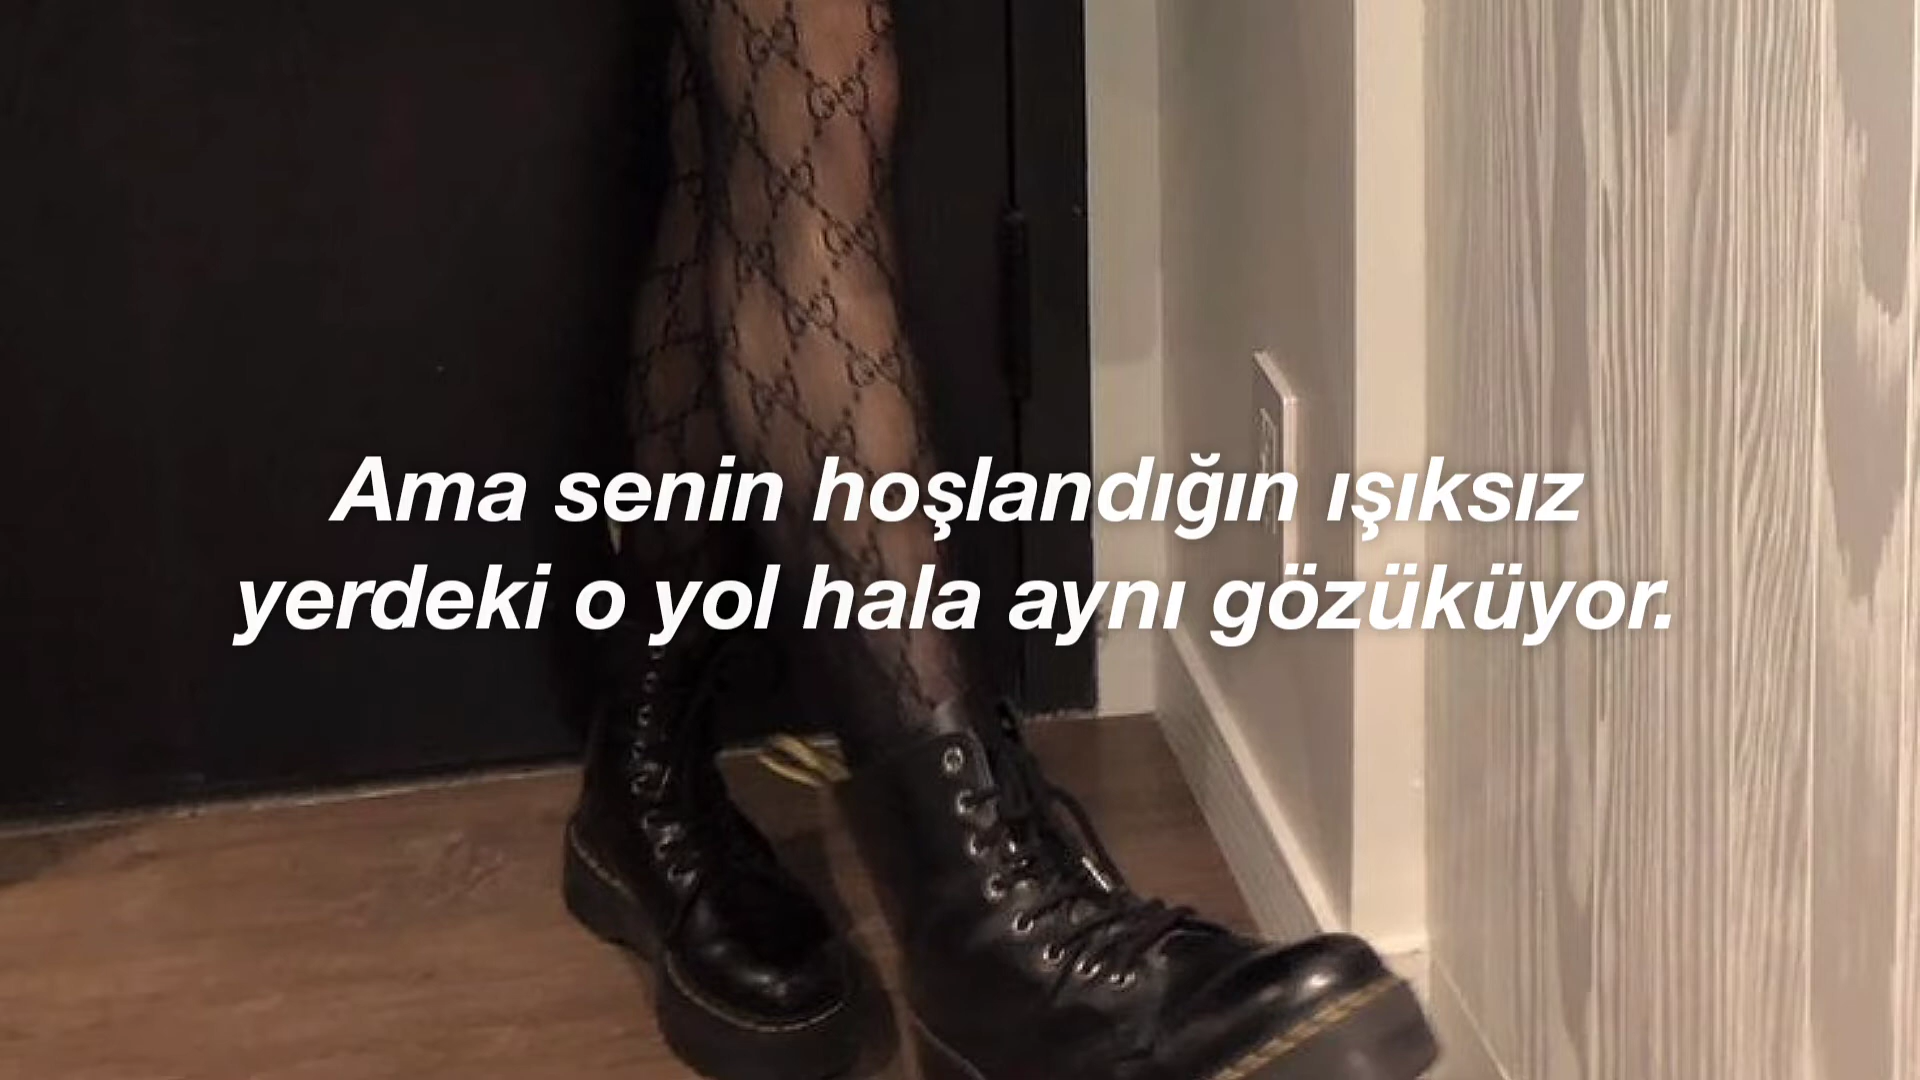 Ama senin hoşlandığın ışıksız
yerdeki o yol hala aynı gözüküyor.